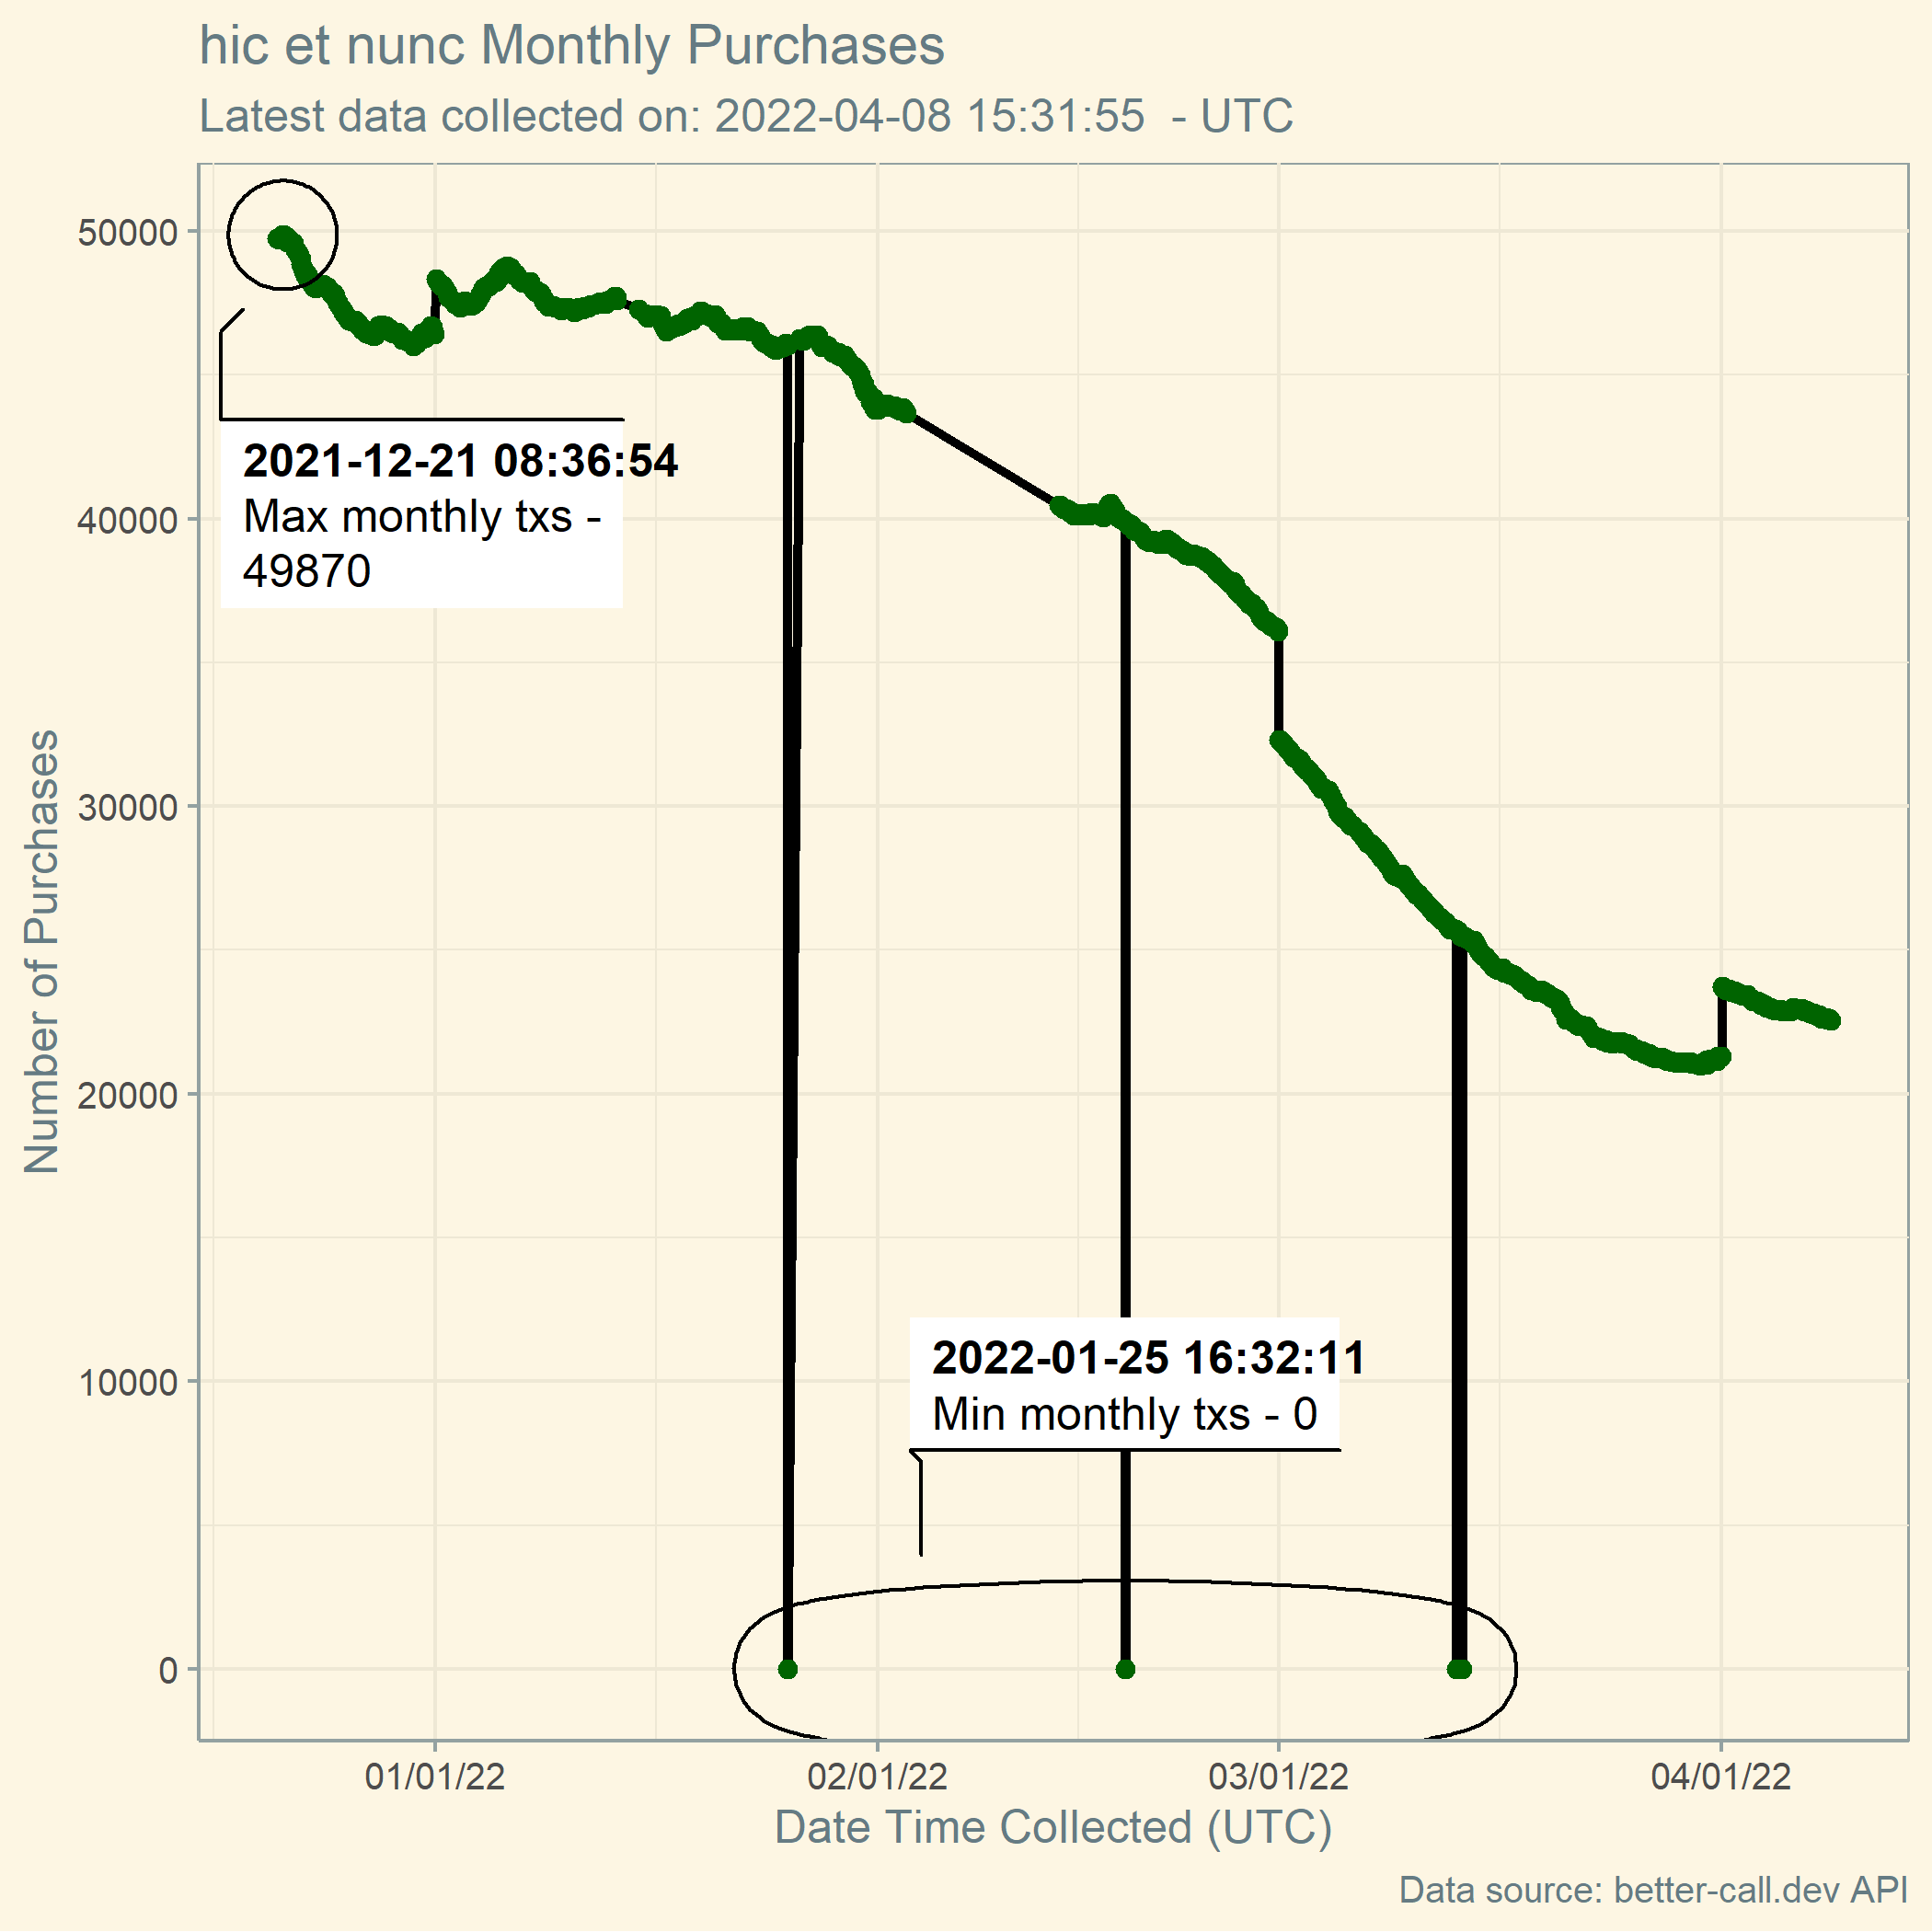 hic et nunc Monthly Purchases
Latest data collected on: 2022-04-08 15:31:55  - UTC
50000
40000
30000
20000
10000
0
Number of Purchases
2021-12-21 08:36:54
Max monthly txs -
49870
2022-01-25 16:32:11
Min monthly txs - 0
01/01/22
02/01/22
03/01/22
04/01/22
Date Time Collected (UTC)
Data source: better-call.dev API